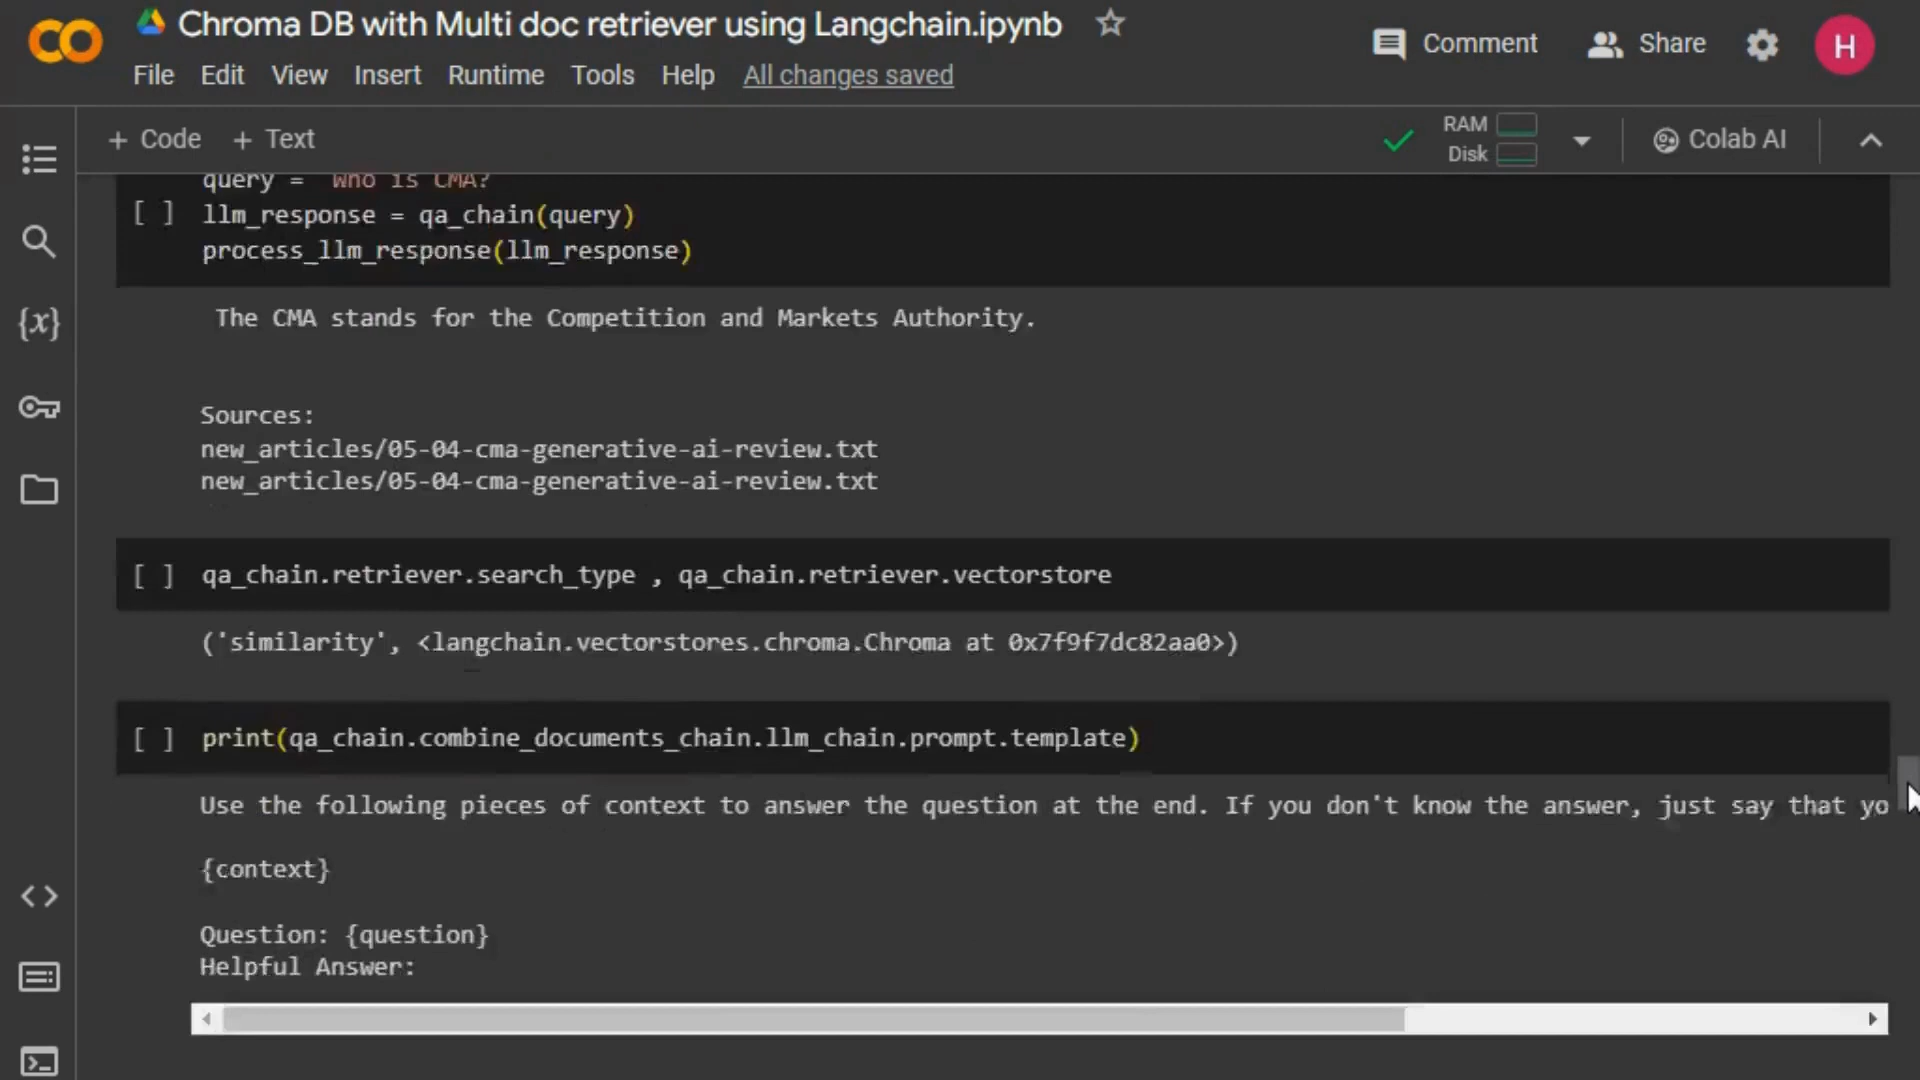 Chroma DB with Multi doc retriever using Langchain.ipynb
Comment
Share
H
File Edit View Insert Runtime Tools Help All changes saved
+ Code + Text
RAM
Disk
Colab AI
query = "Who is CMA?
[ ] llm_response = qa_chain(query)
process_llm_response(llm_response)
The CMA stands for the Competition and Markets Authority.
Sources:
new_articles/05-04-cma-generative-ai-review.txt
new_articles/05-04-cma-generative-ai-review.txt
[ ] qa_chain.retriever.search_type , qa_chain.retriever.vectorstore
('similarity', <langchain.vectorstores.chroma.Chroma at 0x7f9f7dc82aa0>)
[ ] print(qa_chain.combine_documents_chain.llm_chain.prompt.template)
Use the following pieces of context to answer the question at the end. If you don't know the answer, just say that yo
{context}
Question: {question}
Helpful Answer:
{x}